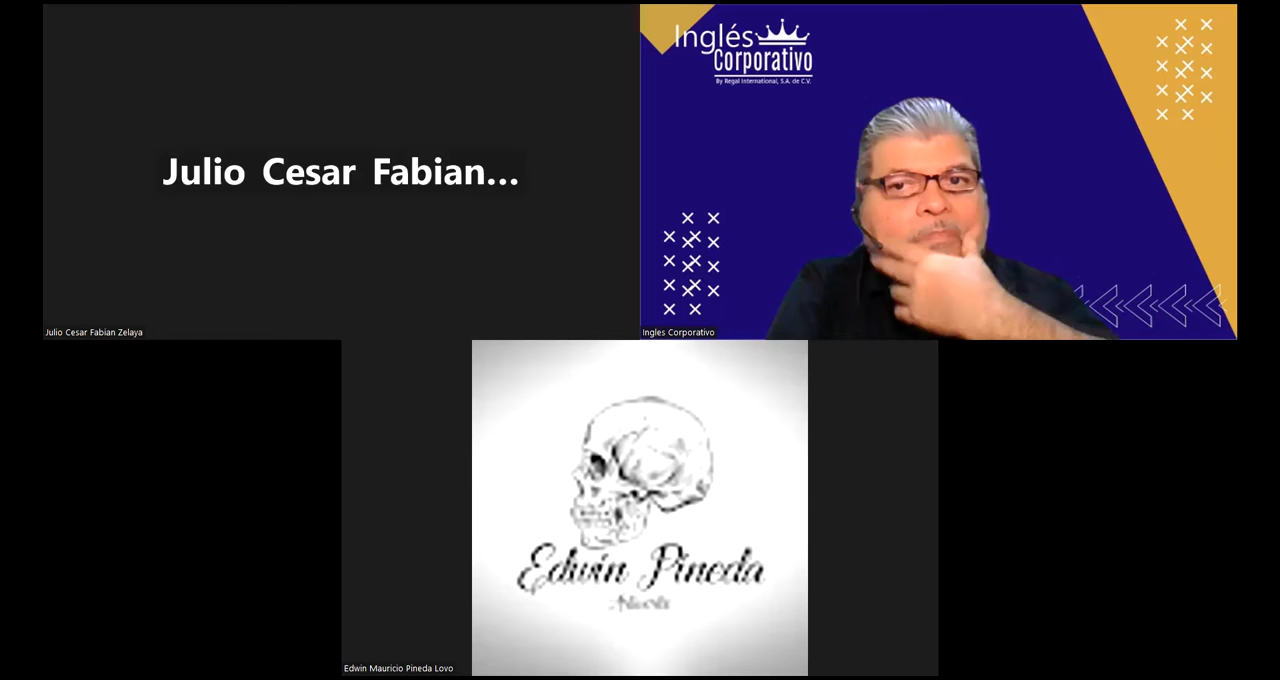 Julio Cesar Fabian...
Julio Cesar Fabian Zelaya
Inglés
Corporativo
By Regal International, S.A. de C.V.
Ingles Corporativo
Edwin Pineda
Edwin Mauricio Pineda Lovo